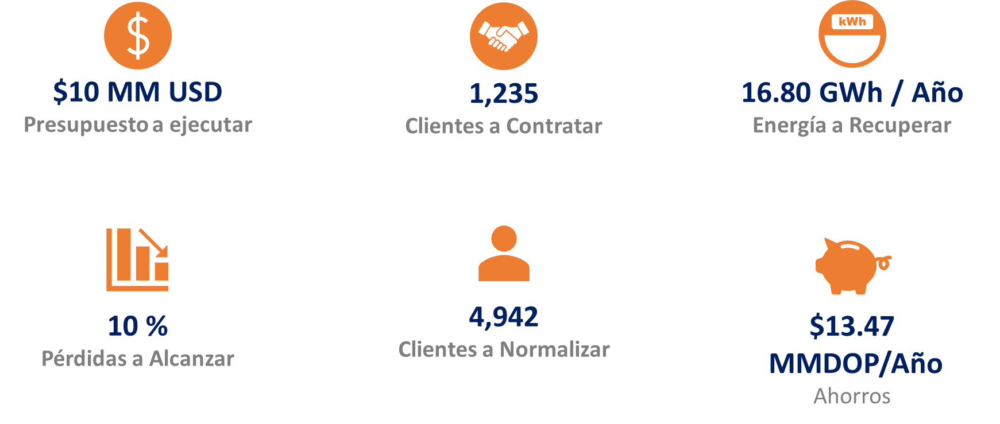 $10 MM USD
Presupuesto a ejecutar
1,235
Clientes a Contratar
kWh
16.80 GWh / Año
Energía a Recuperar
10 %
Pérdidas a Alcanzar
4,942
Clientes a Normalizar
$13.47
MMDOP/Año
Ahorros